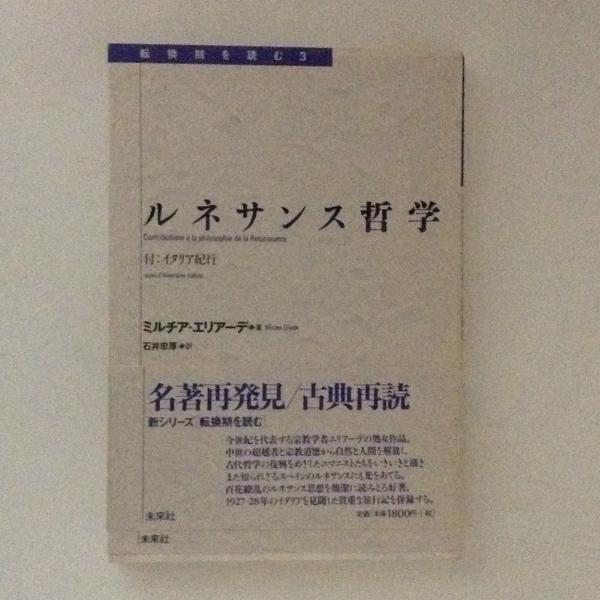 転換期を読む 3
ルネサンス哲学
Contributions à la philosophie de la Renaissance
付:イタリア紀行
ミルチア・エリアーデ◆著 Mircea Eliade
石井忠厚◆訳
名著再発見/古典再読
新シリーズ[転換期を読む]
今世紀を代表する宗教学者エリアーデの処女作品。
中世の超越者と宗教道徳から自然と人間を解放し、
古代哲学の復興をめざしたユマニストたちをいきいきと描き
また知られざるスペインのルネサンスにも光をあてる。
百花繚乱のルネサンス思想を簡潔に読みとる好著。
1927-28年のイタリアを見聞した貴重な旅行記を併録する。
未來社
定価[本体1800円+税]
未來社